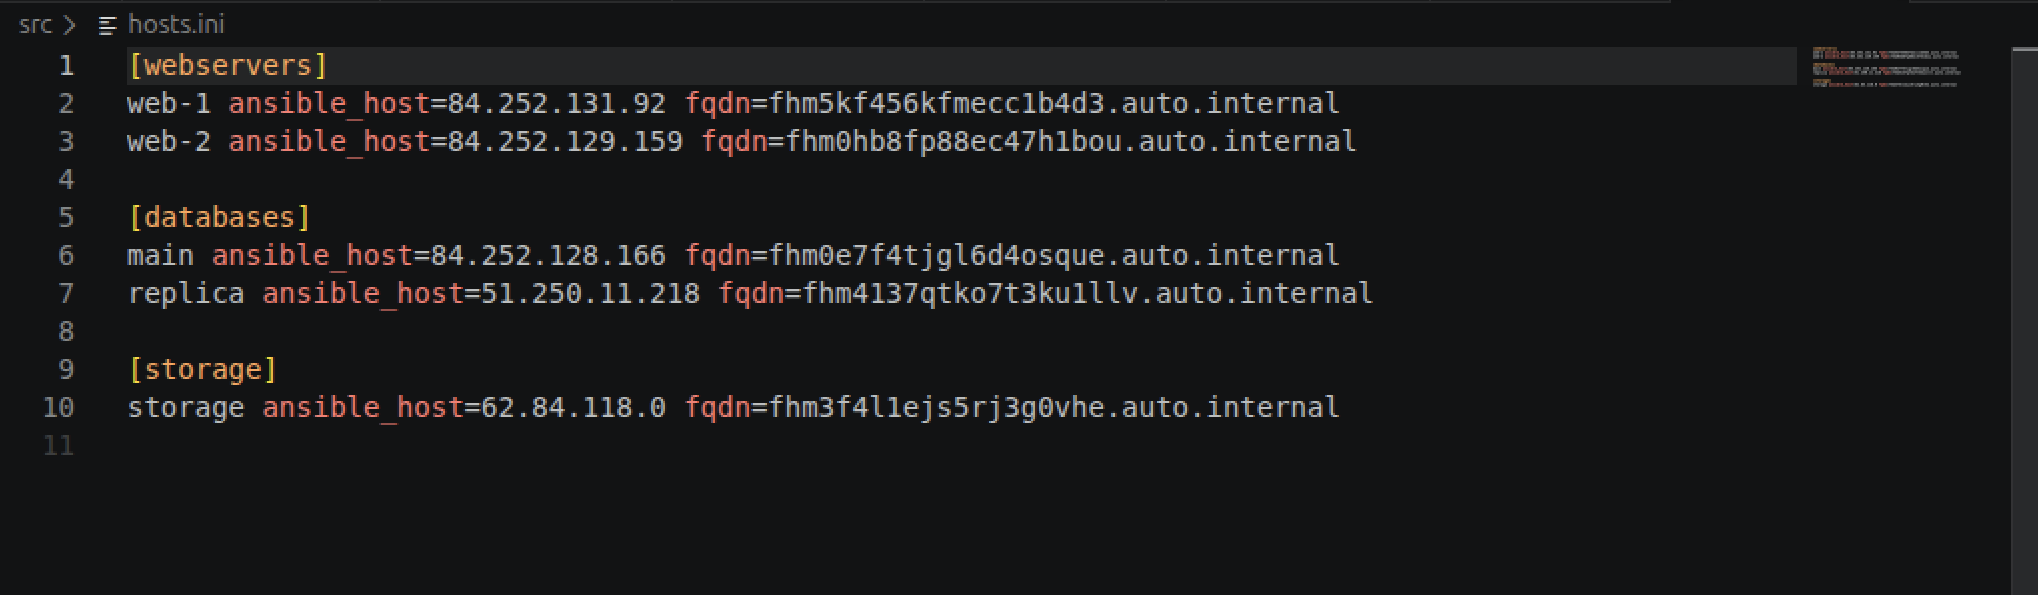 src > hosts.ini
1 [webservers]
2 web-1 ansible_host=84.252.131.92 fqdn=fhm5kf456kfmecc1b4d3.auto.internal
3 web-2 ansible_host=84.252.129.159 fqdn=fhm0hb8fp88ec47h1bou.auto.internal
4
5 [databases]
6 main ansible_host=84.252.128.166 fqdn=fhm0e7f4tjgl6d4osque.auto.internal
7 replica ansible_host=51.250.11.218 fqdn=fhm4137qtko7t3ku1llv.auto.internal
8
9 [storage]
10 storage ansible_host=62.84.118.0 fqdn=fhm3f4l1ejs5rj3g0vhe.auto.internal
11